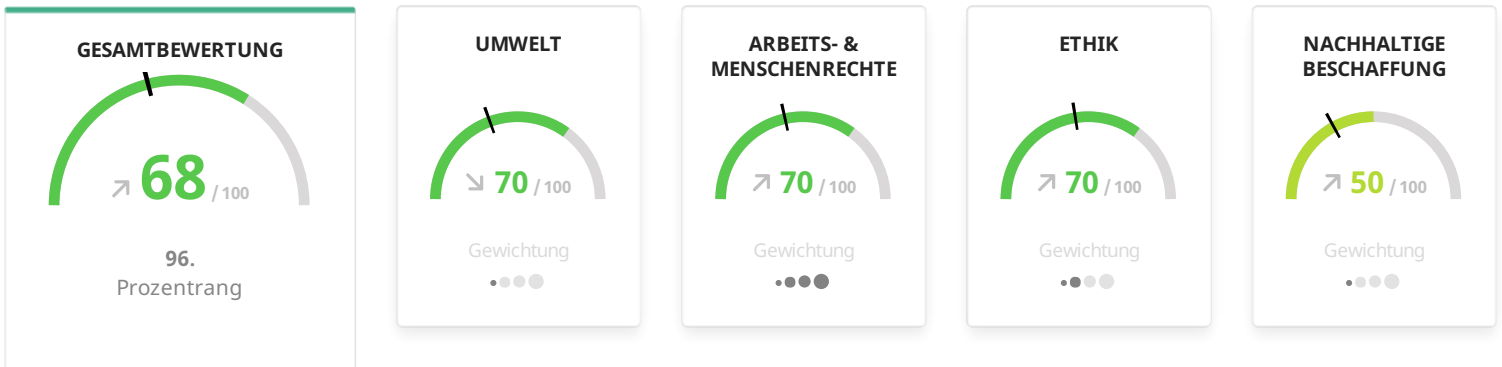 GESAMTBEWERTUNG
68 / 100
96.
Prozentrang
UMWELT
70 / 100
Gewichtung
ARBEITS- &
MENSCHENRECHTE
70 / 100
Gewichtung
ETHIK
70 / 100
Gewichtung
NACHHALTIGE
BESCHAFFUNG
50 / 100
Gewichtung